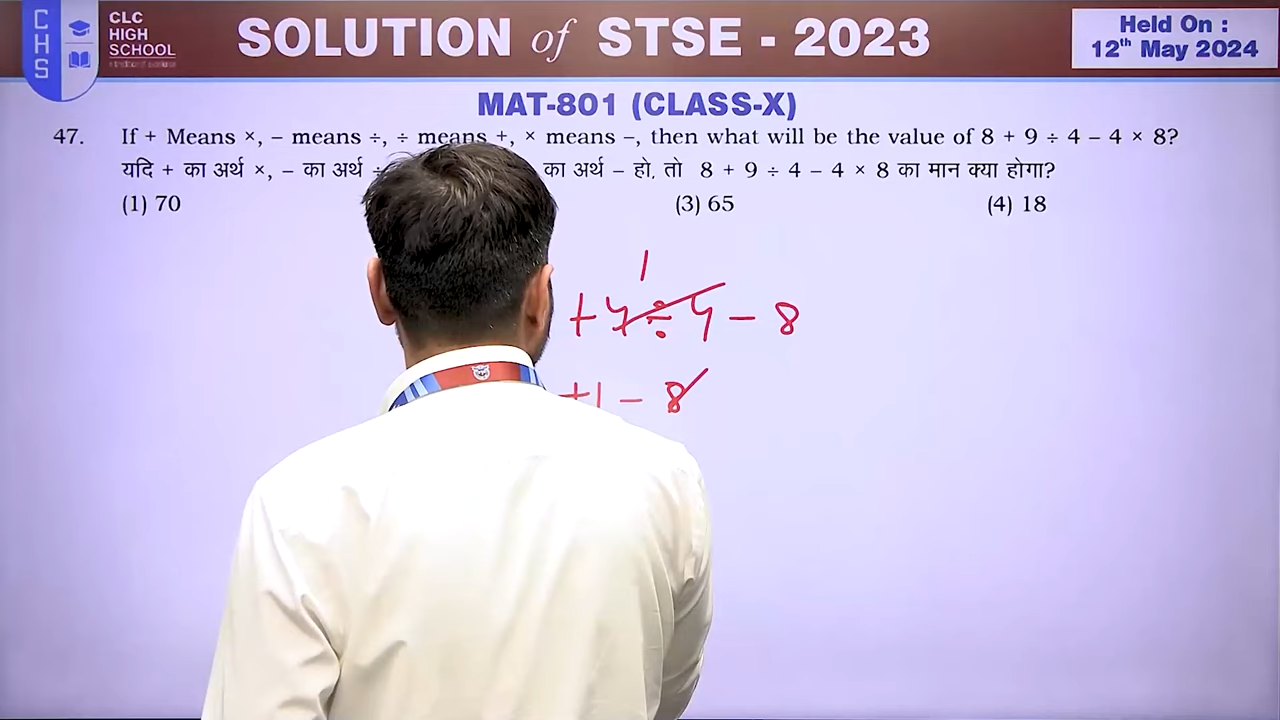 CHS
CLC
HIGH
SCHOOL
SOLUTION of STSE - 2023
Held On :
12th May 2024
MAT-801 (CLASS-X)
47. If + Means ×, – means ÷, ÷ means +, × means –, then what will be the value of 8 + 9 ÷ 4 – 4 × 8?
यदि + का अर्थ ×, – का अर्थ का अर्थ – हो, तो 8 + 9 ÷ 4 – 4 × 8 का मान क्या होगा?
(1) 70 (3) 65 (4) 18
1
+ 4 ÷ 4 – 8
+1 – 8